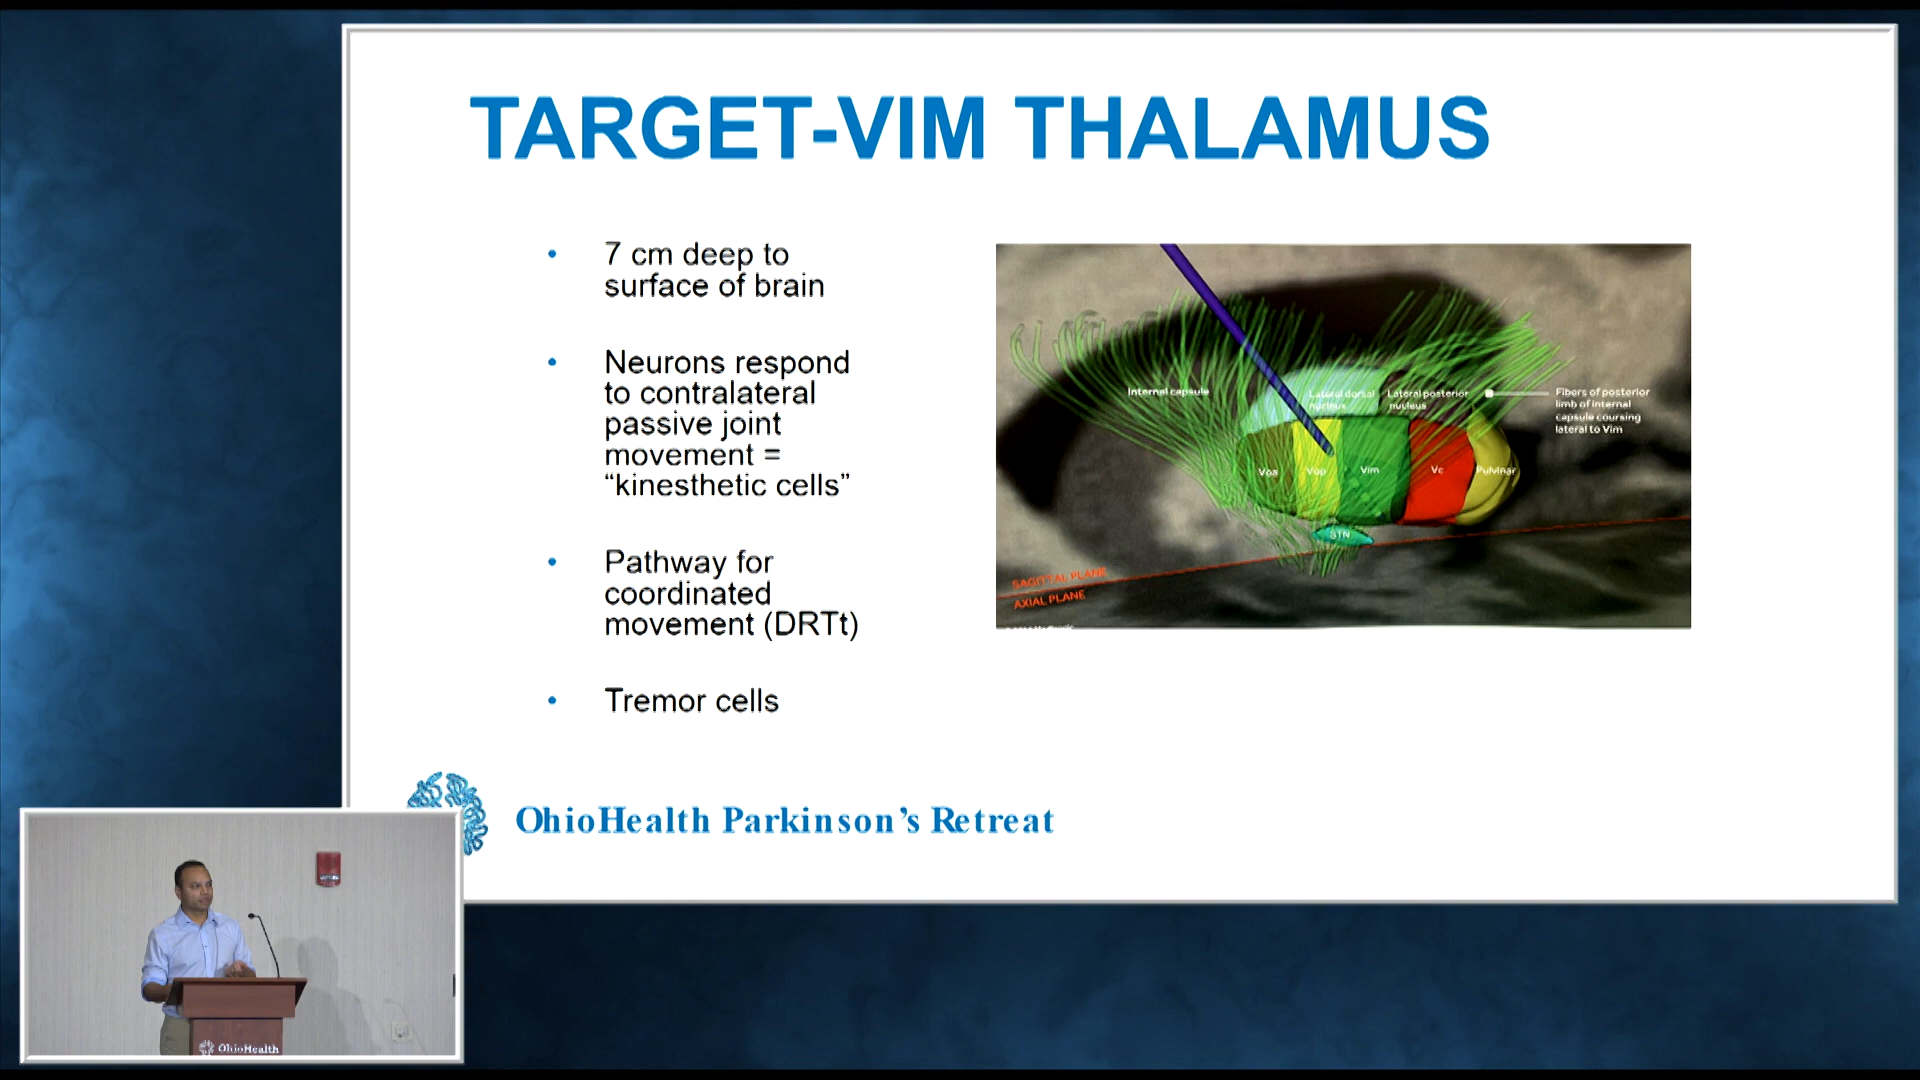 TARGET-VIM THALAMUS
• 7 cm deep to
surface of brain
• Neurons respond
to contralateral
passive joint
movement =
“kinesthetic cells”
• Pathway for
coordinated
movement (DRTt)
• Tremor cells
Internal capsule
Lateral dorsal
nucleus
Lateral posterior
nucleus
Fibers of posterior
limb of internal
capsule coursing
lateral to Vim
Voa
Vop
Vim
Vc
Pulvinar
STN
SAGITTAL PLANE
AXIAL PLANE
OhioHealth Parkinson’s Retreat
OhioHealth